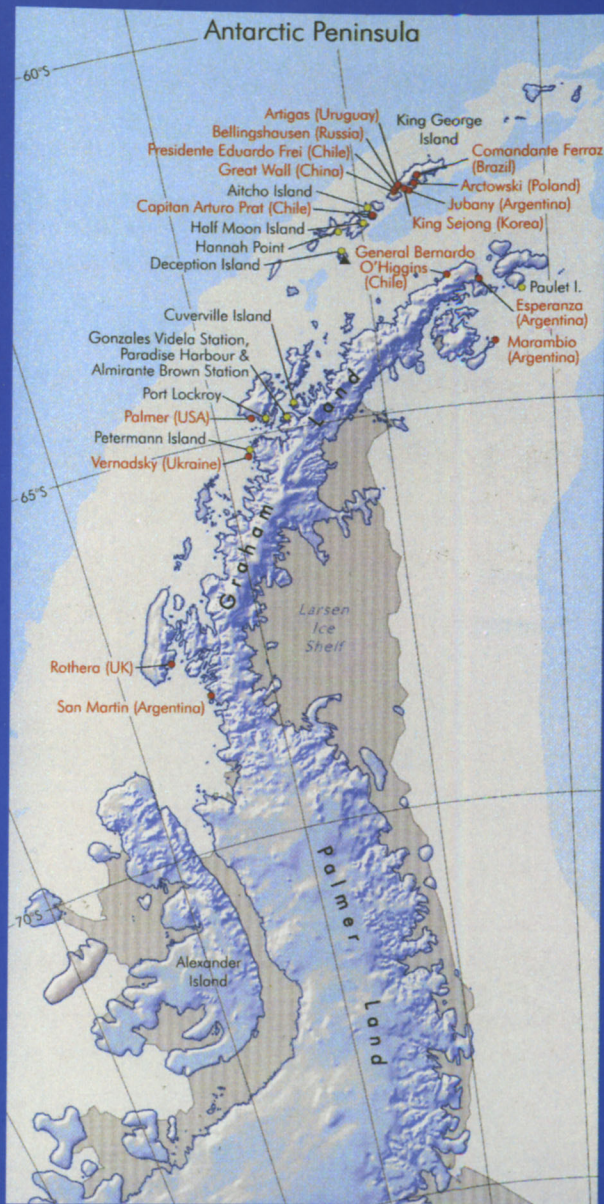 Antarctic Peninsula
60°S
Artigas (Uruguay)
Bellingshausen (Russia)
Presidente Eduardo Frei (Chile)
Great Wall (China)
Aitcho Island
Capitan Arturo Prat (Chile)
Half Moon Island
Hannah Point
Deception Island
King George
Island
Comandante Ferraz
(Brazil)
Arctowski (Poland)
Jubany (Argentina)
King Sejong (Korea)
General Bernardo
O'Higgins
(Chile)
Paulet I.
Esperanza
(Argentina)
Marambio
(Argentina)
Cuverville Island
Gonzales Videla Station,
Paradise Harbour &
Almirante Brown Station
Port Lockroy
Palmer (USA)
Petermann Island
Vernadsky (Ukraine)
65°S
Graham Land
Larsen
Ice
Shelf
Rothera (UK)
San Martin (Argentina)
Palmer Land
70°S
Alexander
Island